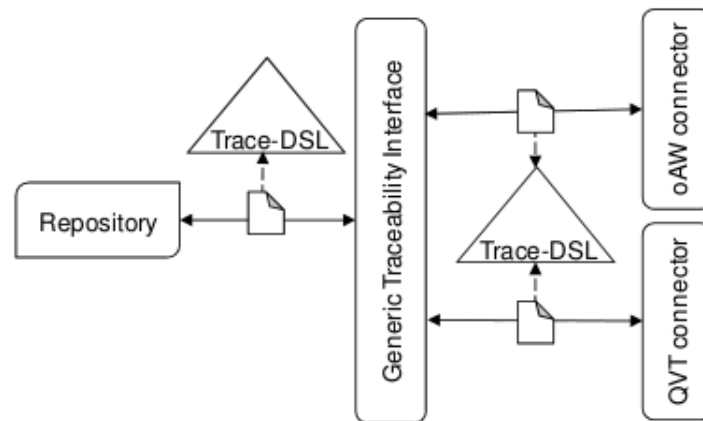 Trace-DSL
Repository
Generic Traceability Interface
oAW connector
Trace-DSL
QVT connector